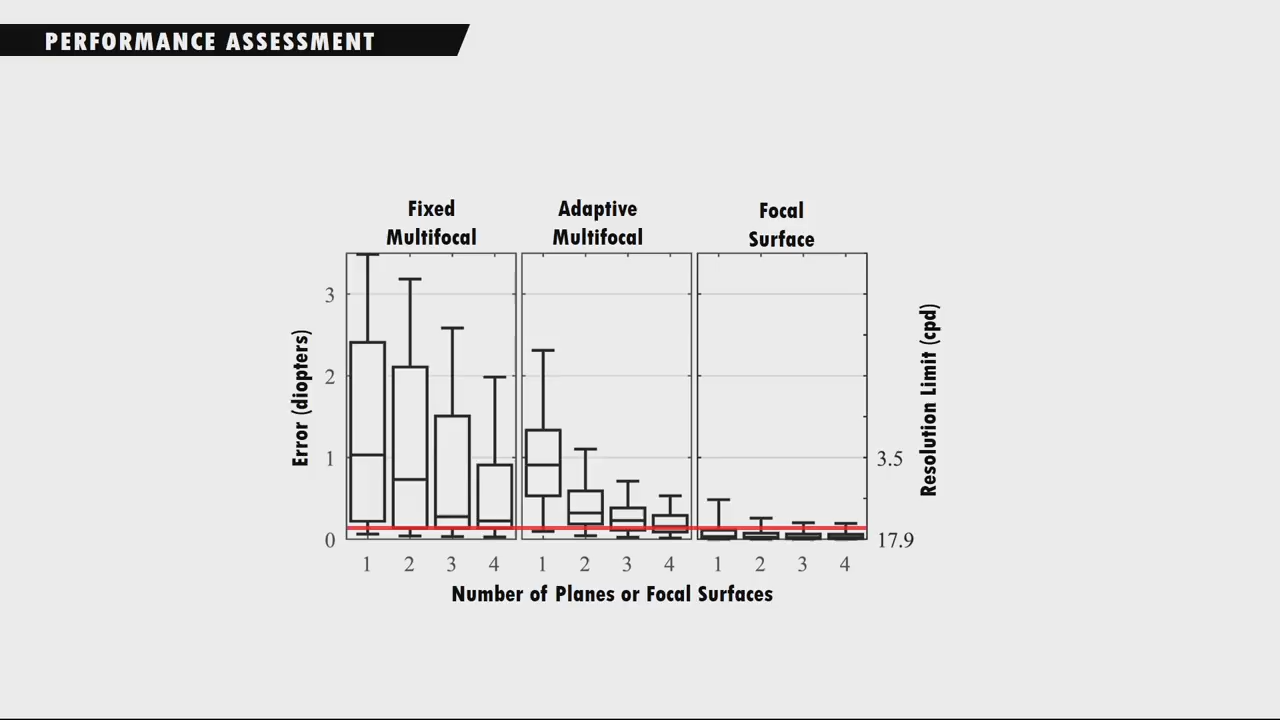 PERFORMANCE ASSESSMENT
Fixed
Multifocal
Adaptive
Multifocal
Focal
Surface
Error (diopters)
3
2
1
0
Resolution Limit (cpd)
3.5
17.9
1 2 3 4 1 2 3 4 1 2 3 4
Number of Planes or Focal Surfaces